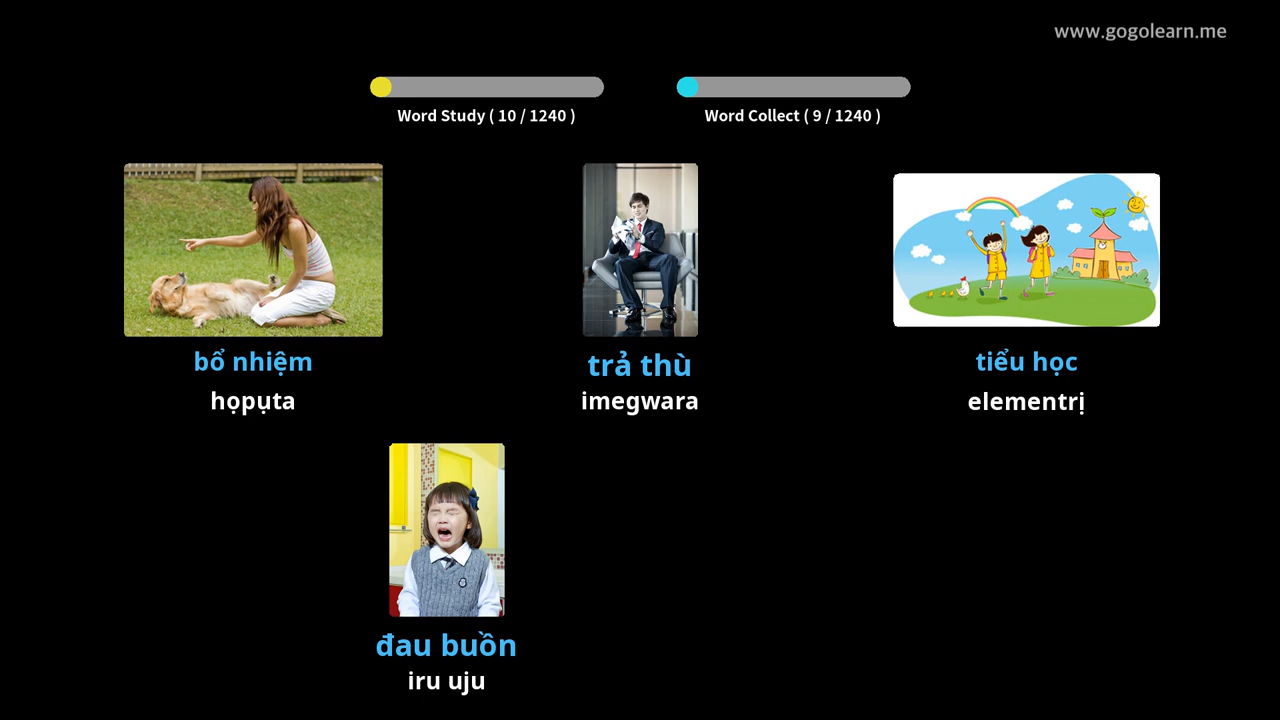 www.gogolearn.me
Word Study ( 10 / 1240 )
Word Collect ( 9 / 1240 )
bổ nhiệm
họpụta
trả thù
imegwara
tiểu học
elementrị
đau buồn
iru uju